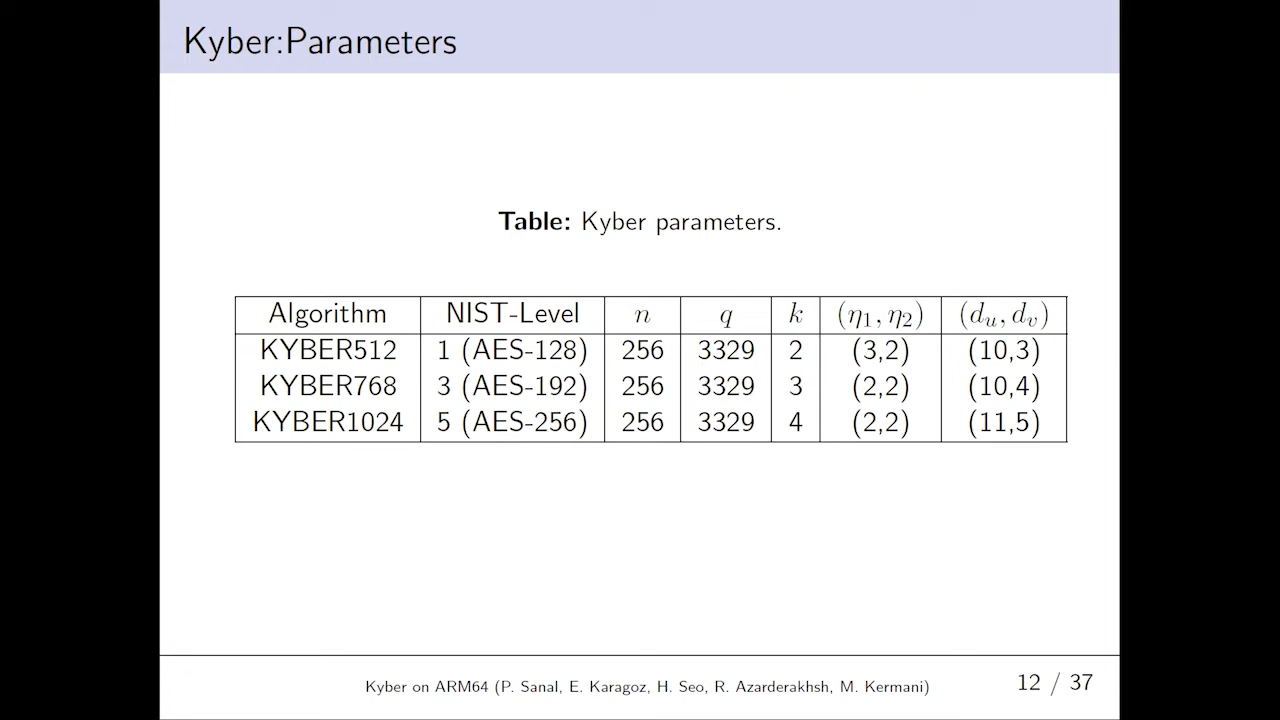 Kyber:Parameters
Table: Kyber parameters.
Algorithm NIST-Level n q k (η₁, η₂) (dᵤ, dᵥ)
KYBER512 1 (AES-128) 256 3329 2 (3,2) (10,3)
KYBER768 3 (AES-192) 256 3329 3 (2,2) (10,4)
KYBER1024 5 (AES-256) 256 3329 4 (2,2) (11,5)
Kyber on ARM64 (P. Sanal, E. Karagoz, H. Seo, R. Azarderakhsh, M. Kermani) 12 / 37